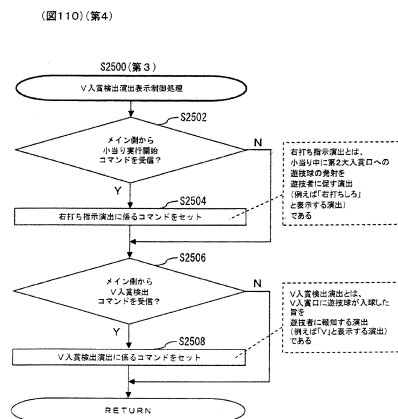 (図110)(第4)
S2500(第3)
V入賞検出演出表示制御処理
S2502
メイン側から
小当り実行開始
コマンドを受信?
N
Y
右打ち指示演出とは、
小当り中に第2大入賞口への
遊技球の発射を
遊技者に促す演出
(例えば「右打ちしろ」
と表示する演出)
である
S2504
右打ち指示演出に係るコマンドをセット
S2506
メイン側から
V入賞検出
コマンドを受信?
N
Y
V入賞検出演出とは、
V入賞口に遊技球が入球した
旨を
遊技者に報知する演出
(例えば「V」と表示する演出)
である
S2508
V入賞検出演出に係るコマンドをセット
RETURN